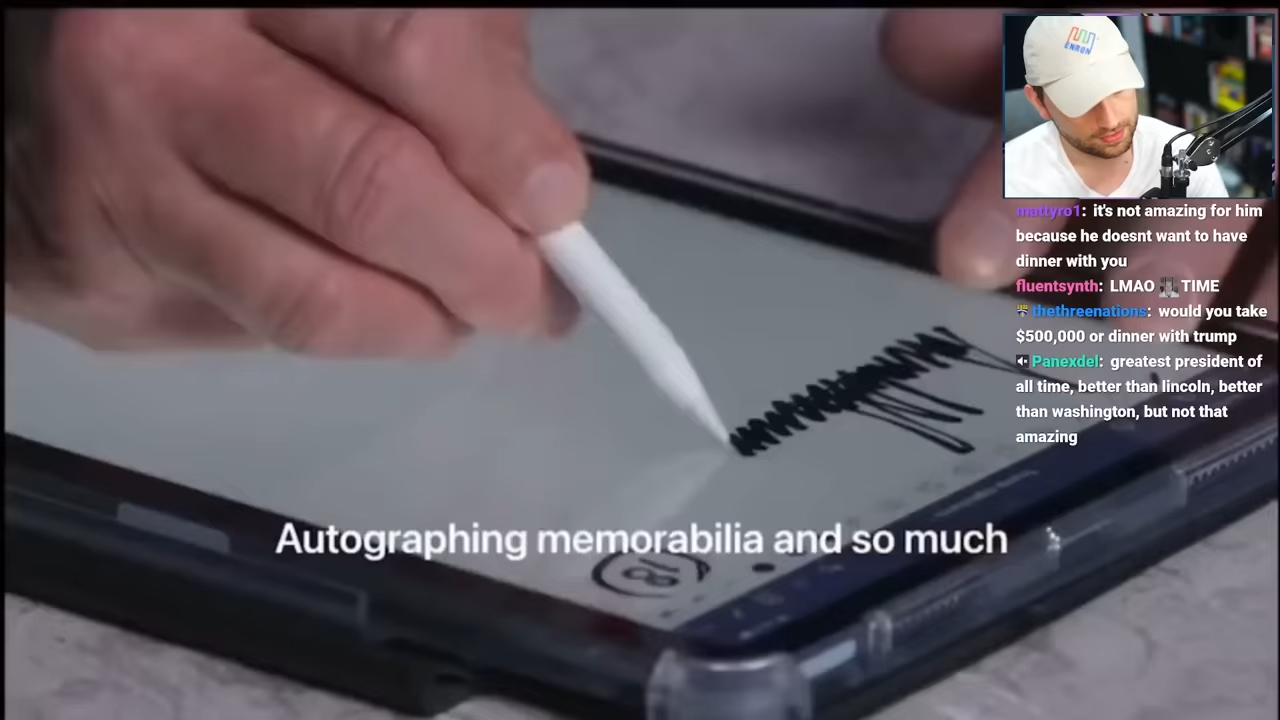 ENRON
mattyro1: it's not amazing for him
because he doesnt want to have
dinner with you
fluentsynth: LMAO TIME
thethreenations: would you take
$500,000 or dinner with trump
Panexdel: greatest president of
all time, better than lincoln, better
than washington, but not that
amazing
Autographing memorabilia and so much
18